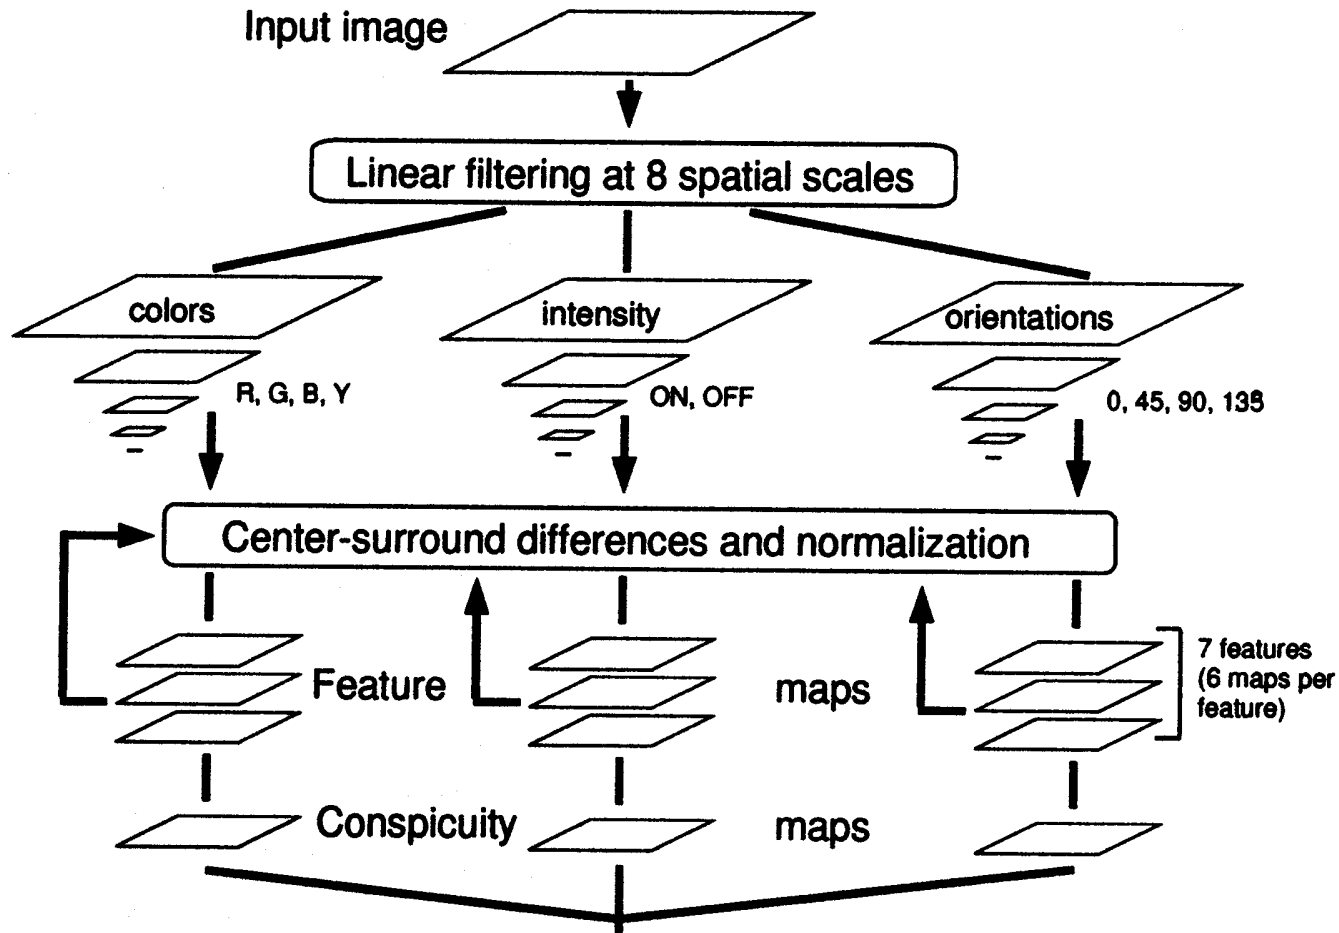 Input image
Linear filtering at 8 spatial scales
colors
intensity
orientations
R, G, B, Y
ON, OFF
0, 45, 90, 135
Center-surround differences and normalization
Feature
maps
7 features
(6 maps per
feature)
Conspicuity
maps